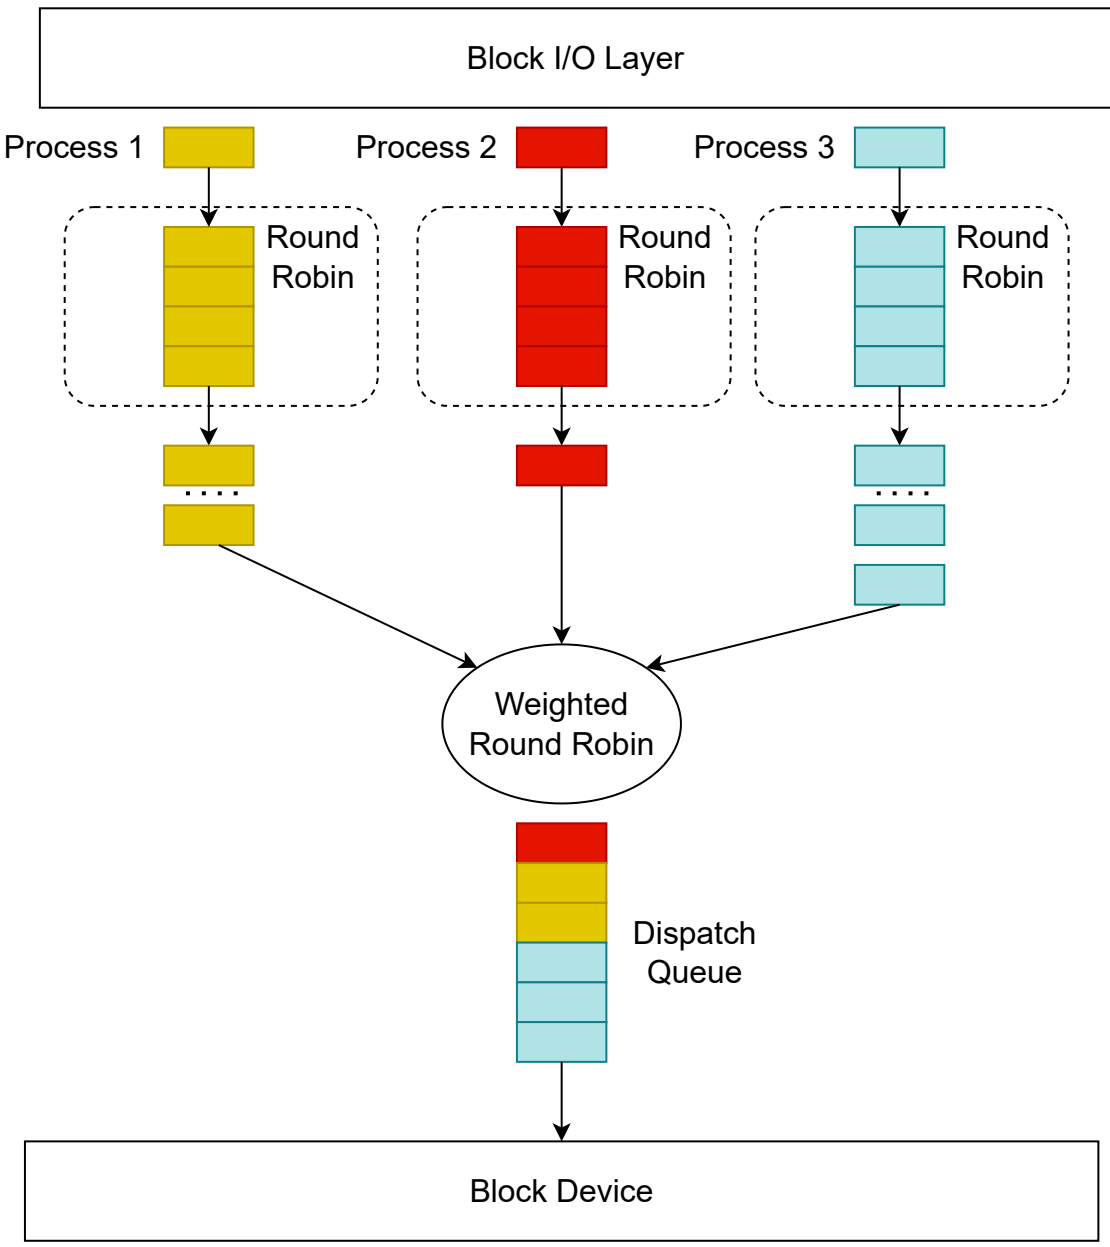 Block I/O Layer
Process 1
Process 2
Process 3
Round
Robin
Round
Robin
Round
Robin
Weighted
Round Robin
Dispatch
Queue
Block Device